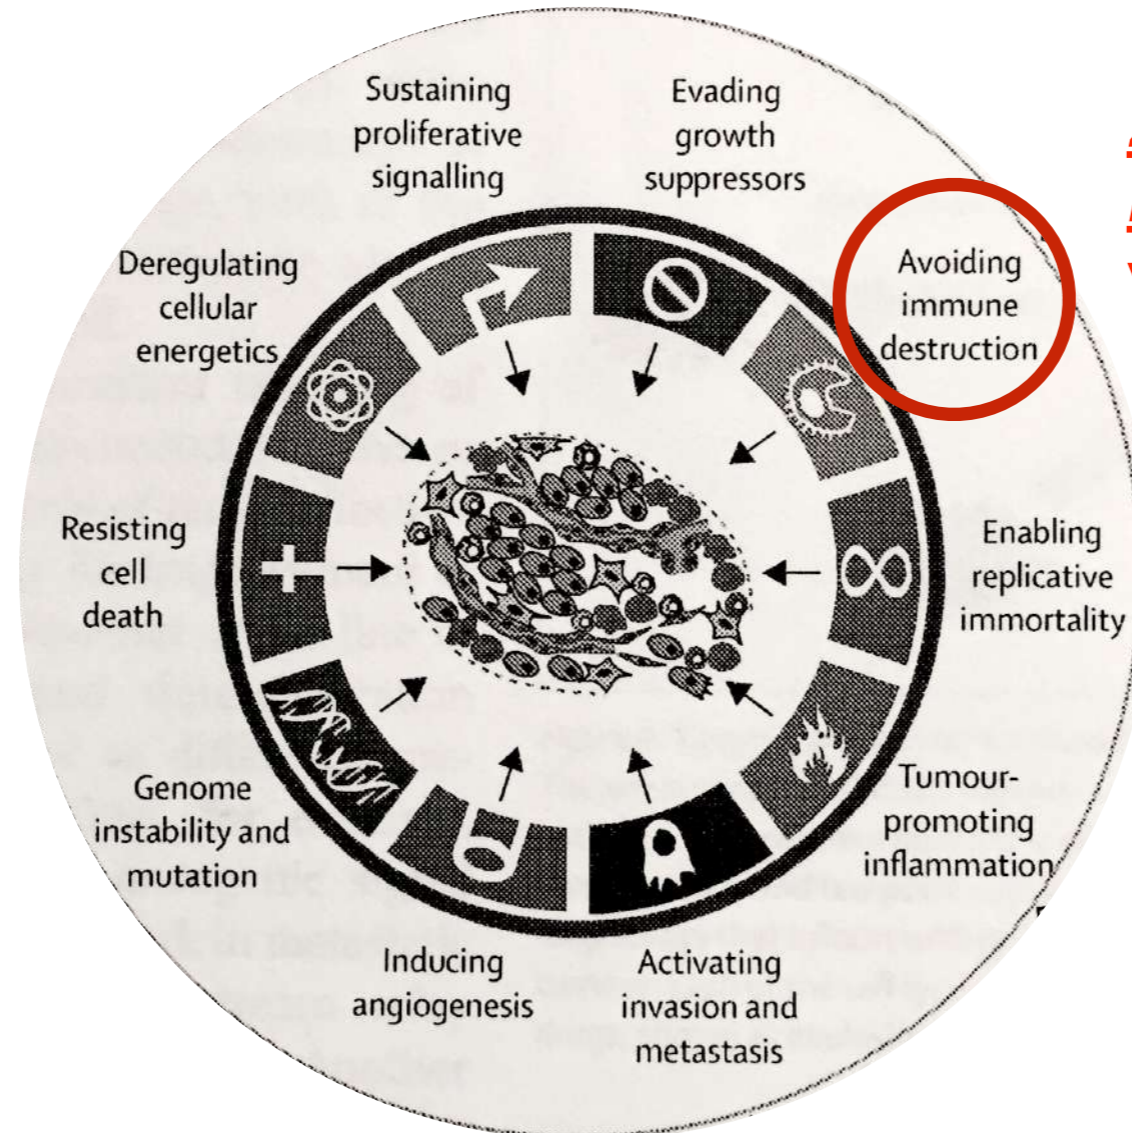 Sustaining
proliferative
signalling
Evading
growth
suppressors
Avoiding
immune
destruction
Enabling
replicative
immortality
Tumour-
promoting
inflammation
Activating
invasion and
metastasis
Inducing
angiogenesis
Genome
instability and
mutation
Resisting
cell
death
Deregulating
cellular
energetics